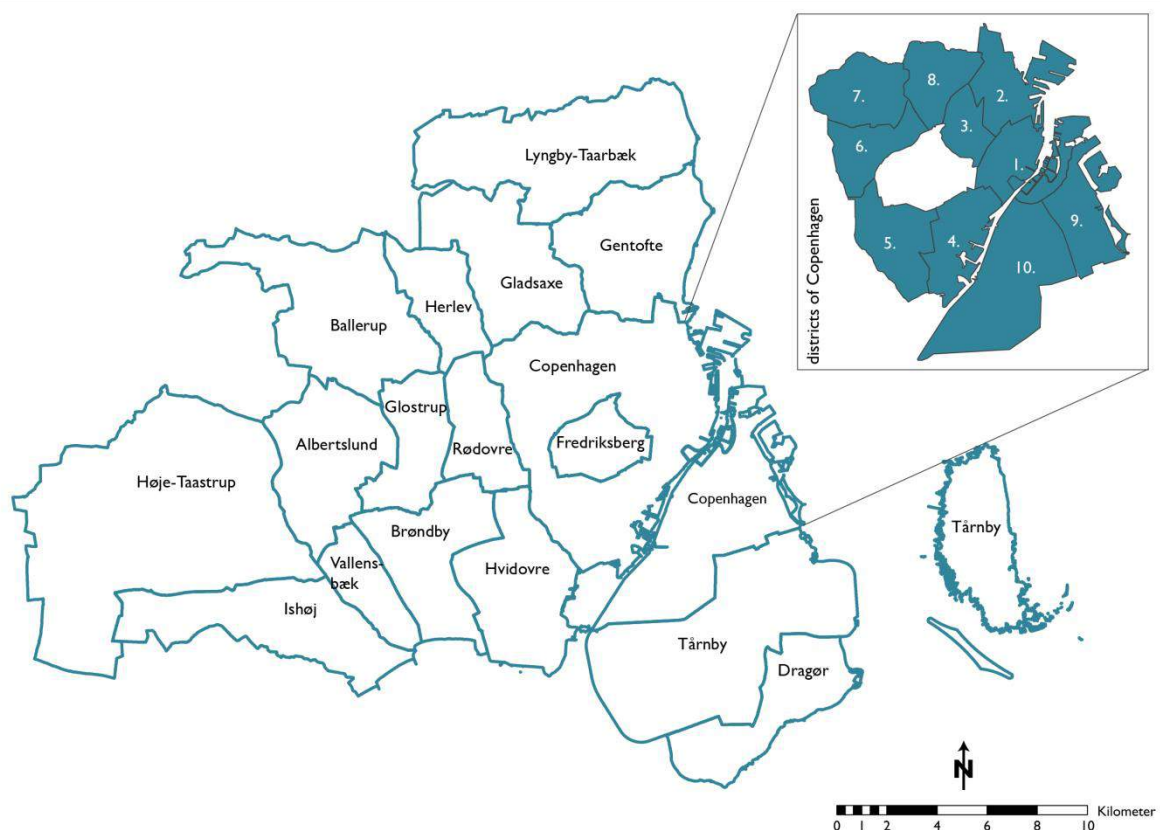 7.
8.
2.
3.
6.
1.
5.
4.
9.
10.
districts of Copenhagen
Lyngby-Taarbæk
Gentofte
Gladsaxe
Herlev
Ballerup
Copenhagen
Glostrup
Albertslund
Rødovre
Fredriksberg
Høje-Taastrup
Copenhagen
Brøndby
Tårnby
Vallens-
bæk
Hvidovre
Ishøj
Tårnby
Dragør
N
Kilometer
0 1 2 4 6 8 10